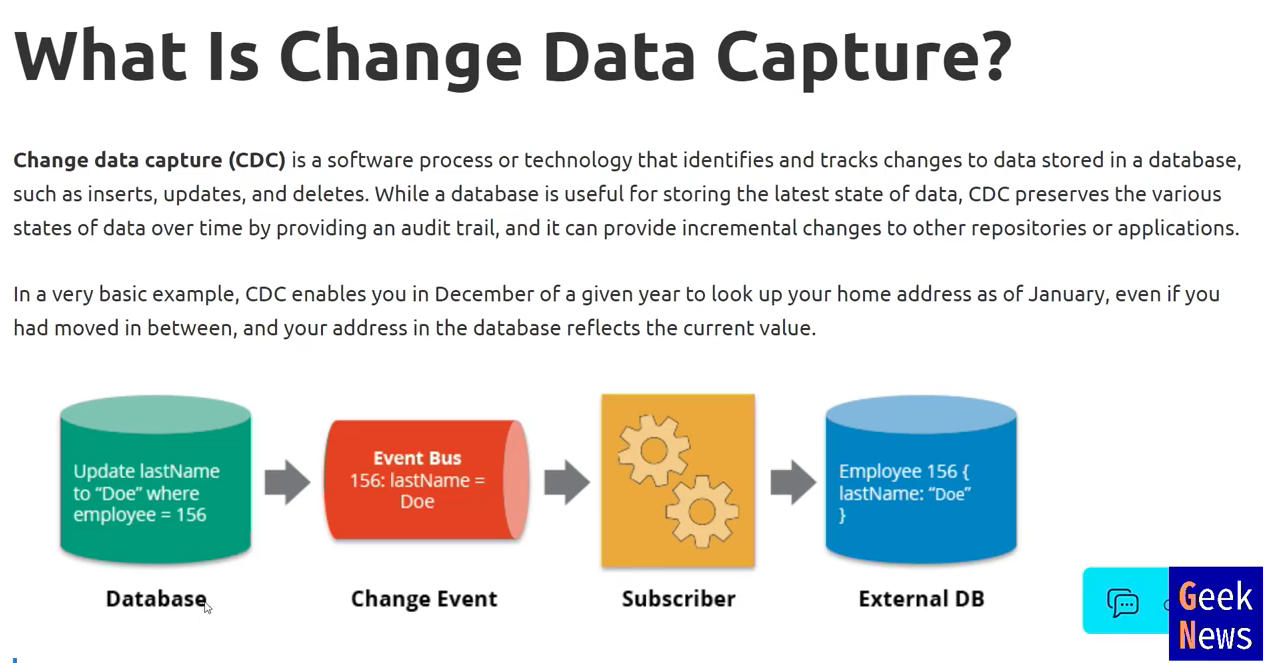 What Is Change Data Capture?
Change data capture (CDC) is a software process or technology that identifies and tracks changes to data stored in a database,
such as inserts, updates, and deletes. While a database is useful for storing the latest state of data, CDC preserves the various
states of data over time by providing an audit trail, and it can provide incremental changes to other repositories or applications.
In a very basic example, CDC enables you in December of a given year to look up your home address as of January, even if you
had moved in between, and your address in the database reflects the current value.
Update lastName
to “Doe” where
employee = 156
Event Bus
156: lastName =
Doe
Employee 156 {
lastName: “Doe”
}
Database
Change Event
Subscriber
External DB
Geek
News